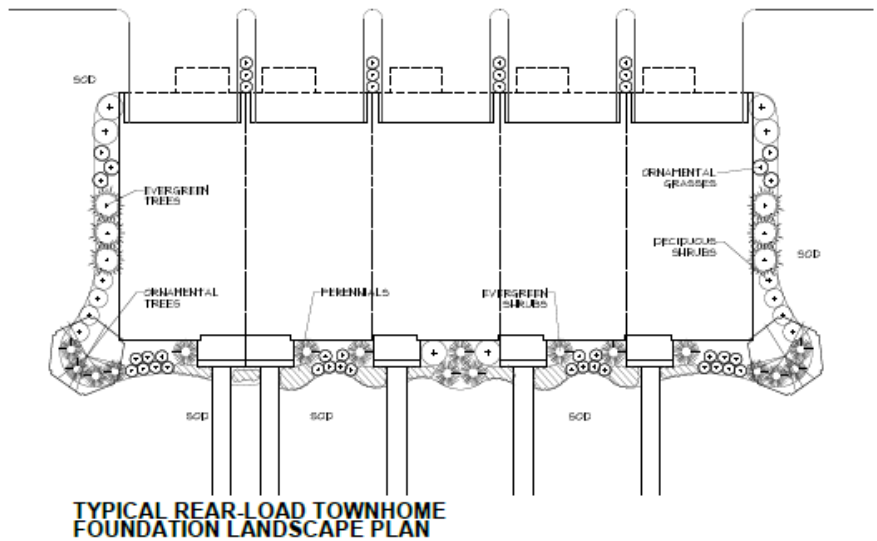 SOD
ORNAMENTAL
GRASSES
EVERGREEN
TREES
DECIDUOUS
SHRUBS
SOD
ORNAMENTAL
TREES
PERENNIALS
EVERGREEN
SHRUBS
SOD
SOD
SOD
TYPICAL REAR-LOAD TOWNHOME
FOUNDATION LANDSCAPE PLAN